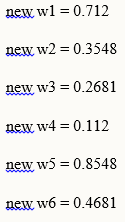 new w1 = 0.712
new w2 = 0.3548
new w3 = 0.2681
new w4 = 0.112
new w5 = 0.8548
new w6 = 0.4681